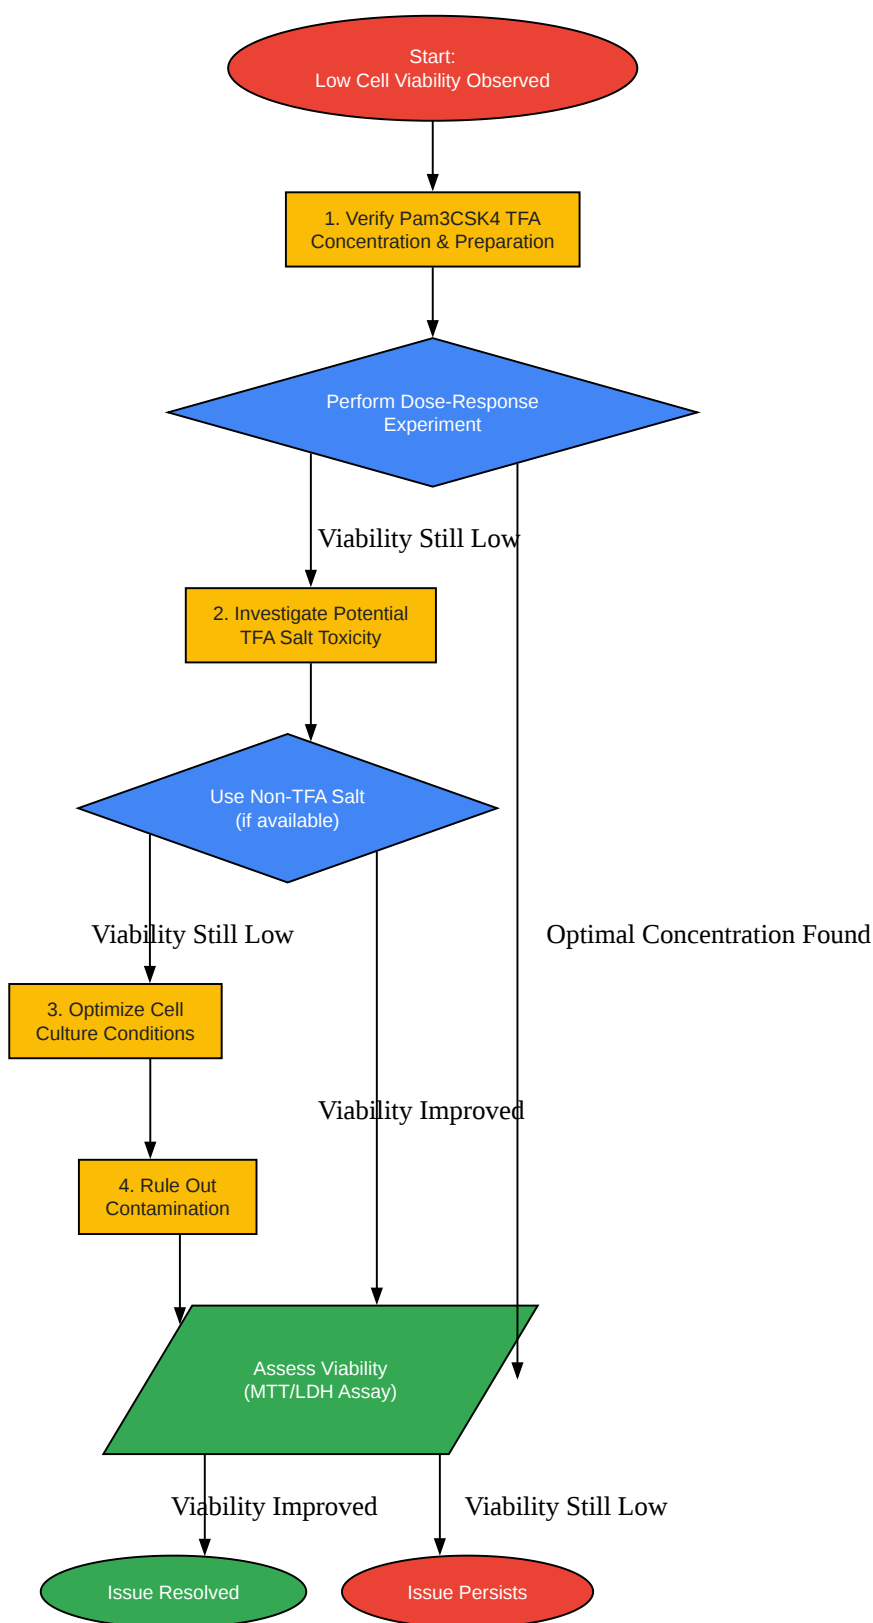 Start:
Low Cell Viability Observed
1. Verify Pam3CSK4 TFA
Concentration & Preparation
Perform Dose-Response
Experiment
Viability Still Low
2. Investigate Potential
TFA Salt Toxicity
Use Non-TFA Salt
(if available)
Viability Still Low
Optimal Concentration Found
3. Optimize Cell
Culture Conditions
Viability Improved
4. Rule Out
Contamination
Assess Viability
(MTT/LDH Assay)
Viability Improved
Viability Still Low
Issue Resolved
Issue Persists